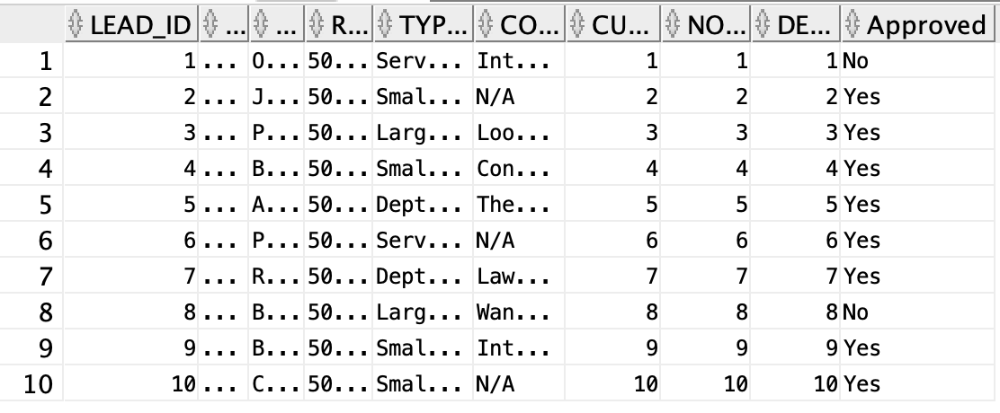 LEAD_ID ... ... R... TYP... CO... CU... NO... DE... Approved
1 1 ... O... 50... Serv... Int... 1 1 1 No
2 2 ... J... 50... Smal... N/A 2 2 2 Yes
3 3 ... P... 50... Larg... Loo... 3 3 3 Yes
4 4 ... B... 50... Smal... Con... 4 4 4 Yes
5 5 ... A... 50... Dept... The... 5 5 5 Yes
6 6 ... P... 50... Serv... N/A 6 6 6 Yes
7 7 ... R... 50... Dept... Law... 7 7 7 Yes
8 8 ... B... 50... Larg... Wan... 8 8 8 No
9 9 ... B... 50... Smal... Int... 9 9 9 Yes
10 10 ... C... 50... Smal... N/A 10 10 10 Yes